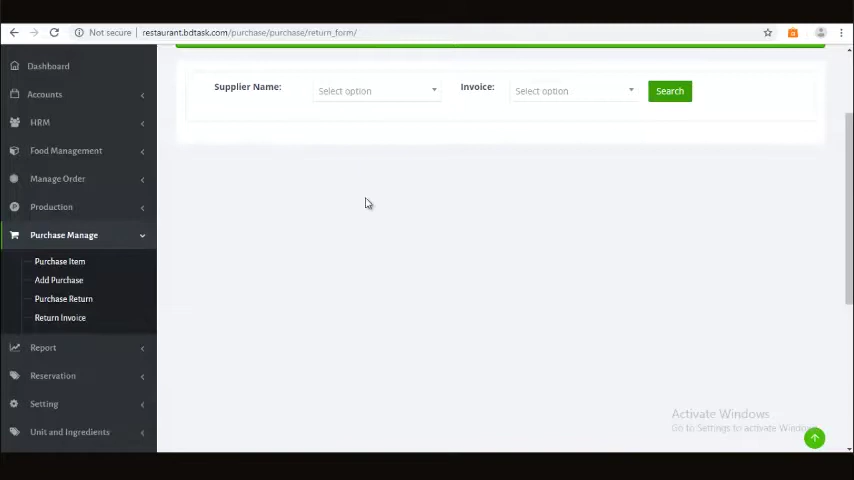 Not secure | restaurant.bdtask.com/purchase/purchase/return_form/
Dashboard
Accounts
HRM
Food Management
Manage Order
Production
Purchase Manage
Purchase Item
Add Purchase
Purchase Return
Return Invoice
Report
Reservation
Setting
Unit and Ingredients
Supplier Name:
Select option
Invoice:
Select option
Search
Activate Windows
Go to Settings to activate Windows